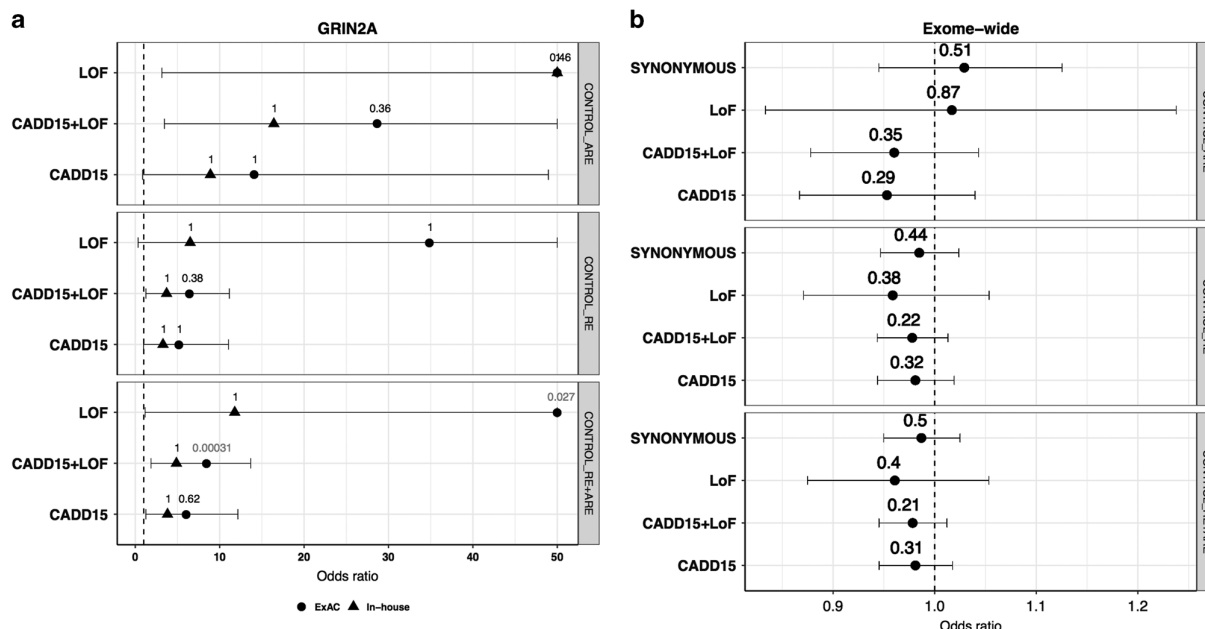 a
GRIN2A
LOF
CADD15+LOF
1
0.36
CADD15
1
1
CONTROL_ARE
LOF
1
1
CADD15+LOF
1
0.38
CADD15
1
1
CONTROL_RE
LOF
1
0.027
CADD15+LOF
1
0.00031
CADD15
1
0.62
CONTROL_RE+ARE
0
10
20
30
40
50
Odds ratio
ExAC
In-house
b
Exome-wide
SYNONYMOUS
0.51
LoF
0.87
CADD15+LoF
0.35
CADD15
0.29
SYNONYMOUS
0.44
LoF
0.38
CADD15+LoF
0.22
CADD15
0.32
SYNONYMOUS
0.5
LoF
0.4
CADD15+LoF
0.21
CADD15
0.31
0.9
1.0
1.1
1.2
Odds ratio